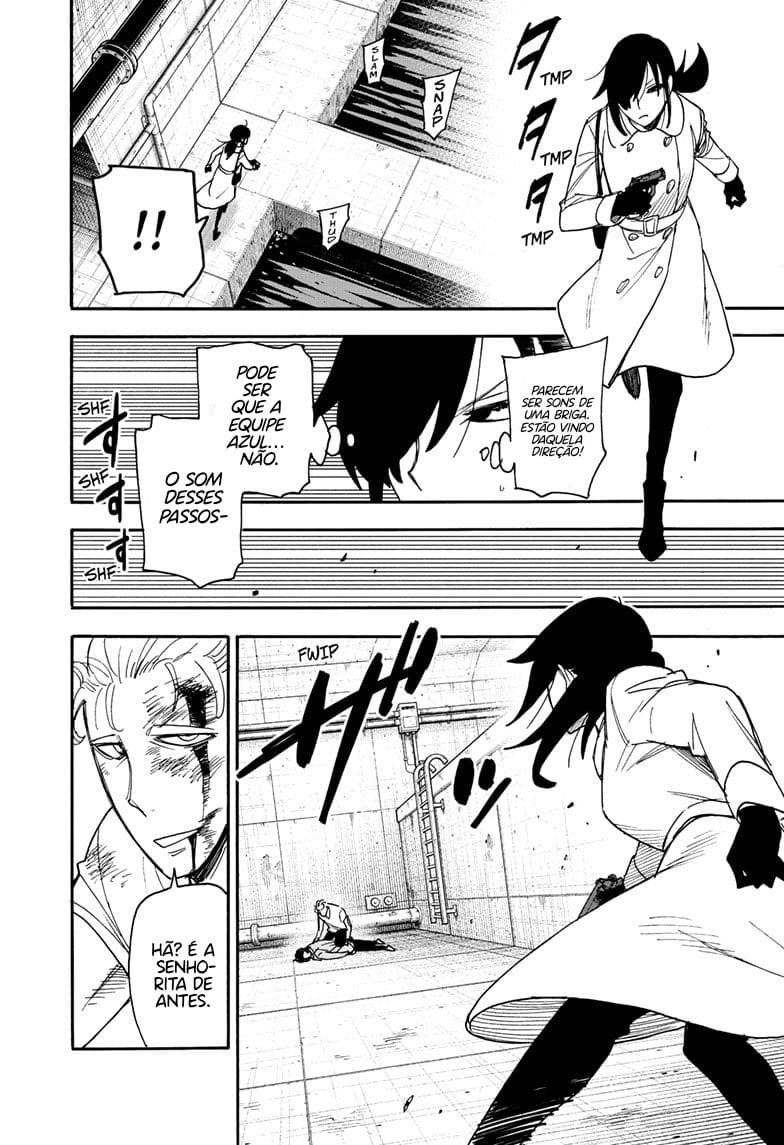 SLAM
SNAP
THUD
!!
タ
TMP
タ
TMP
タ
TMP
PARECEM
SER SONS DE
UMA BRIGA.
ESTÃO VINDO
DAQUELA
DIREÇÃO!
PODE
SER
QUE A
EQUIPE
AZUL...
NÃO.
O SOM
DESSES
PASSOS-
SHF
す
SHF
す
SHF
す
FWIP
バッ
HÃ? É A
SENHO-
RITA DE
ANTES.